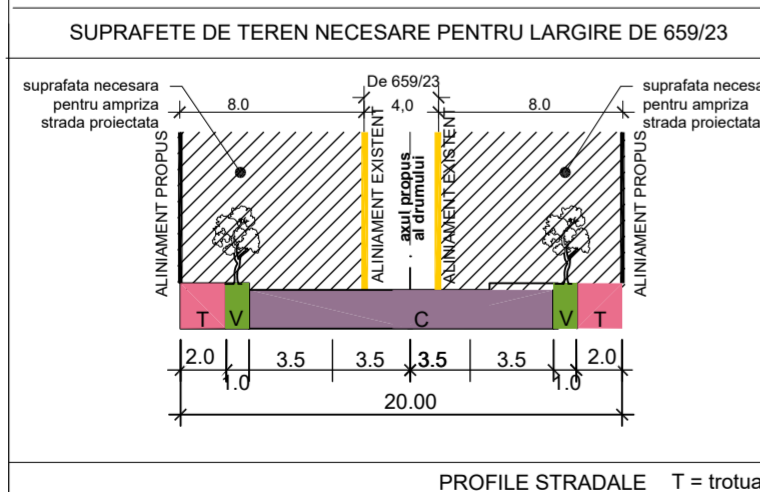 SUPRAFETE DE TEREN NECESARE PENTRU LARGIRE DE 659/23
suprafata necesara
pentru ampriza
strada proiectata
De 659/23
suprafata necesa
pentru ampriza
strada proiectata
8.0
4,0
8.0
ALINIAMENT PROPUS
ALINIAMENT EXISTENT
axul propus
al drumului
ALINIAMENT EXISTENT
ALINIAMENT PROPUS
T V C V T
2.0 1.0 3.5 3.5 3.5 3.5 1.0 2.0
20.00
PROFILE STRADALE T = trotua